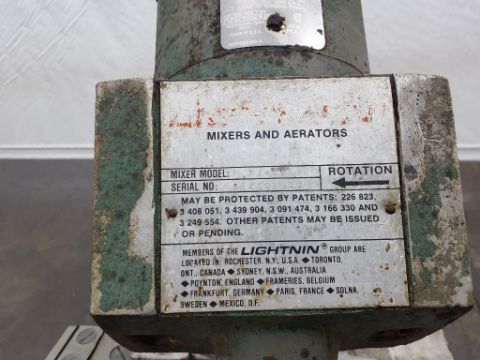 MIXERS AND AERATORS
MIXER MODEL:
ROTATION
SERIAL NO:
MAY BE PROTECTED BY PATENTS: 226 823,
3 408 051, 3 439 904, 3 091 474, 3 166 330 AND
3 249 554. OTHER PATENTS MAY BE ISSUED
OR PENDING.
MEMBERS OF THE LIGHTNIN® GROUP ARE
LOCATED IN: ROCHESTER, N.Y., U.S.A. ◆ TORONTO,
ONT., CANADA ◆ SYDNEY, N.S.W., AUSTRALIA
◆ POYNTON, ENGLAND ◆ FRAMERIES, BELGIUM
◆ FRANKFURT, GERMANY ◆ PARIS, FRANCE ◆ SOLNA,
SWEDEN ◆ MEXICO, D.F.